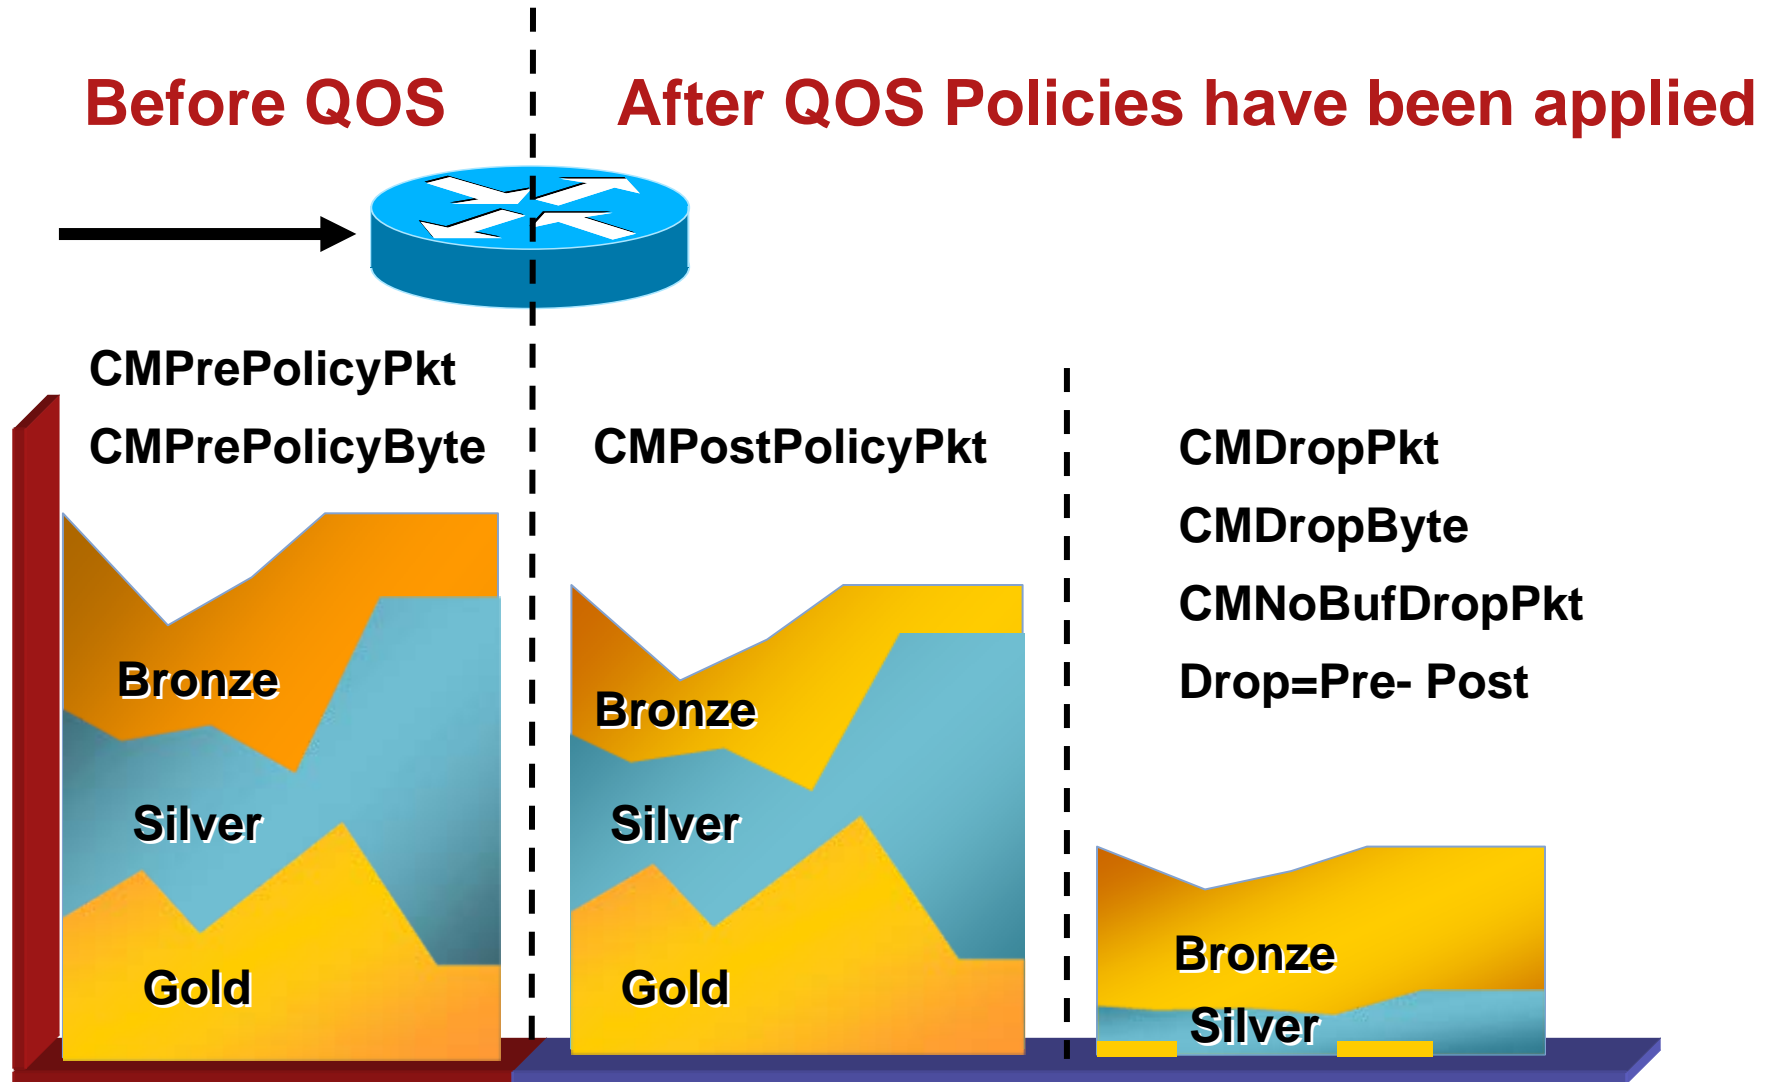 Before QOS
After QOS Policies have been applied
CMPrePolicyPkt
CMPrePolicyByte
CMPostPolicyPkt
CMDropPkt
CMDropByte
CMNoBufDropPkt
Drop=Pre- Post
Bronze
Silver
Gold
Bronze
Silver
Gold
Bronze
Silver